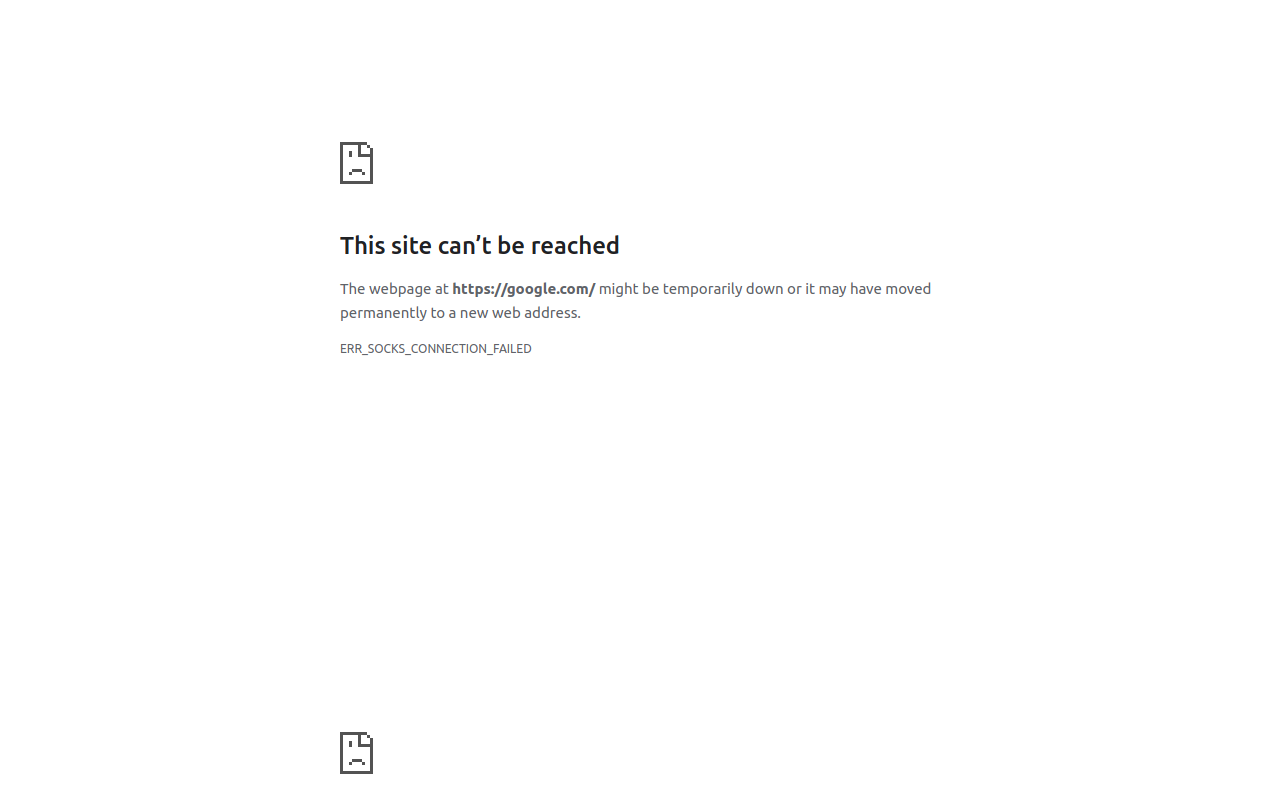 This site can’t be reached
The webpage at https://google.com/ might be temporarily down or it may have moved
permanently to a new web address.
ERR_SOCKS_CONNECTION_FAILED